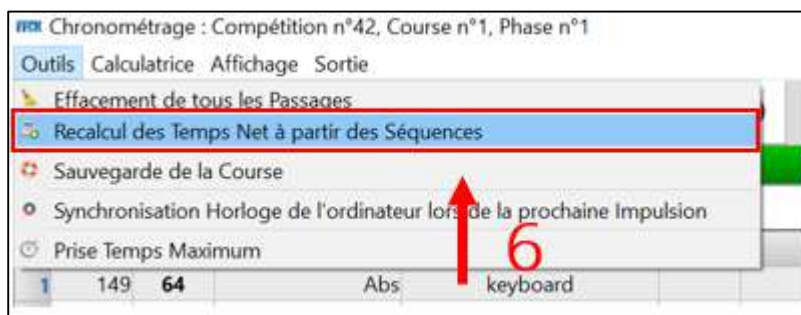 FFCK Chronométrage : Compétition n°42, Course n°1, Phase n°1
Outils Calculatrice Affichage Sortie
Effacement de tous les Passages
Recalcul des Temps Net à partir des Séquences
Sauvegarde de la Course
Synchronisation Horloge de l'ordinateur lors de la prochaine Impulsion
Prise Temps Maximum
6
1 149 64 Abs keyboard